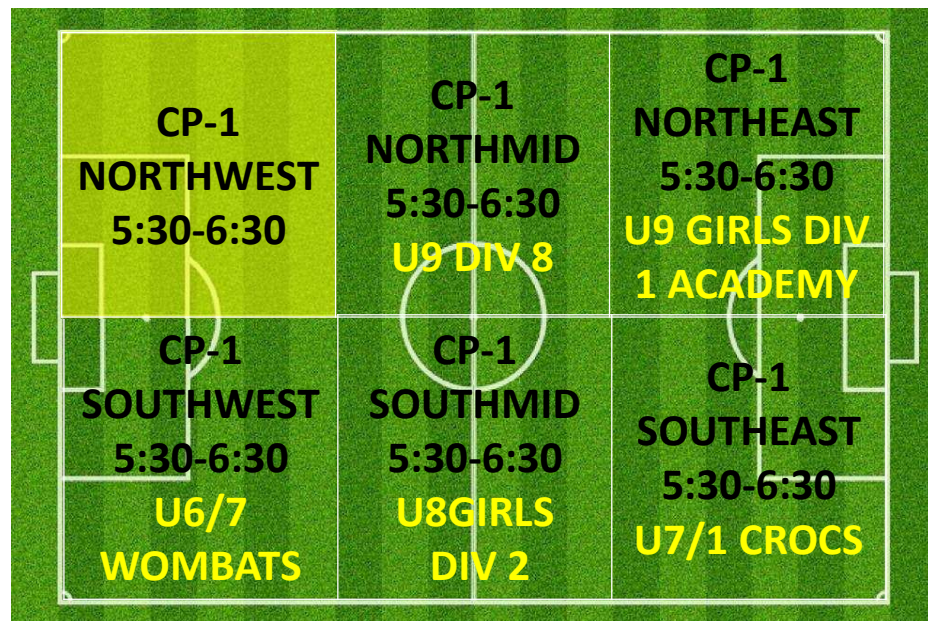 CP-1
NORTHWEST
5:30-6:30
CP-1
NORTHMID
5:30-6:30
U9 DIV 8
CP-1
NORTHEAST
5:30-6:30
U9 GIRLS DIV
1 ACADEMY
CP-1
SOUTHWEST
5:30-6:30
U6/7
WOMBATS
CP-1
SOUTHMID
5:30-6:30
U8GIRLS
DIV 2
CP-1
SOUTHEAST
5:30-6:30
U7/1 CROCS